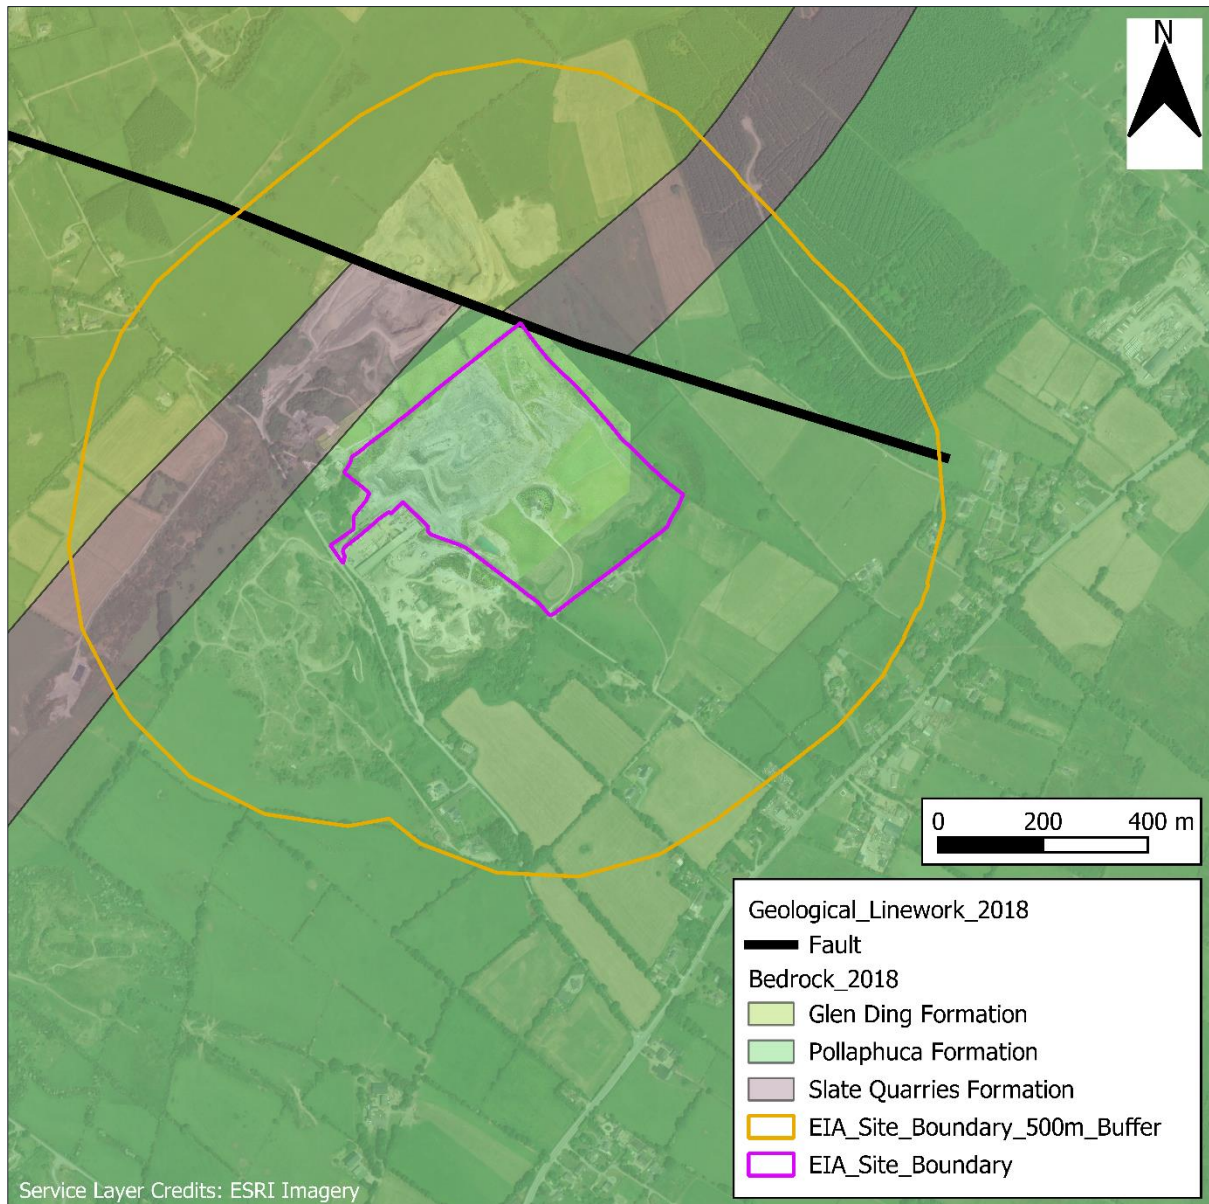 N
0 200 400 m
Geological_Linework_2018
Fault
Bedrock_2018
Glen Ding Formation
Pollaphuca Formation
Slate Quarries Formation
EIA_Site_Boundary_500m_Buffer
EIA_Site_Boundary
Service Layer Credits: ESRI Imagery